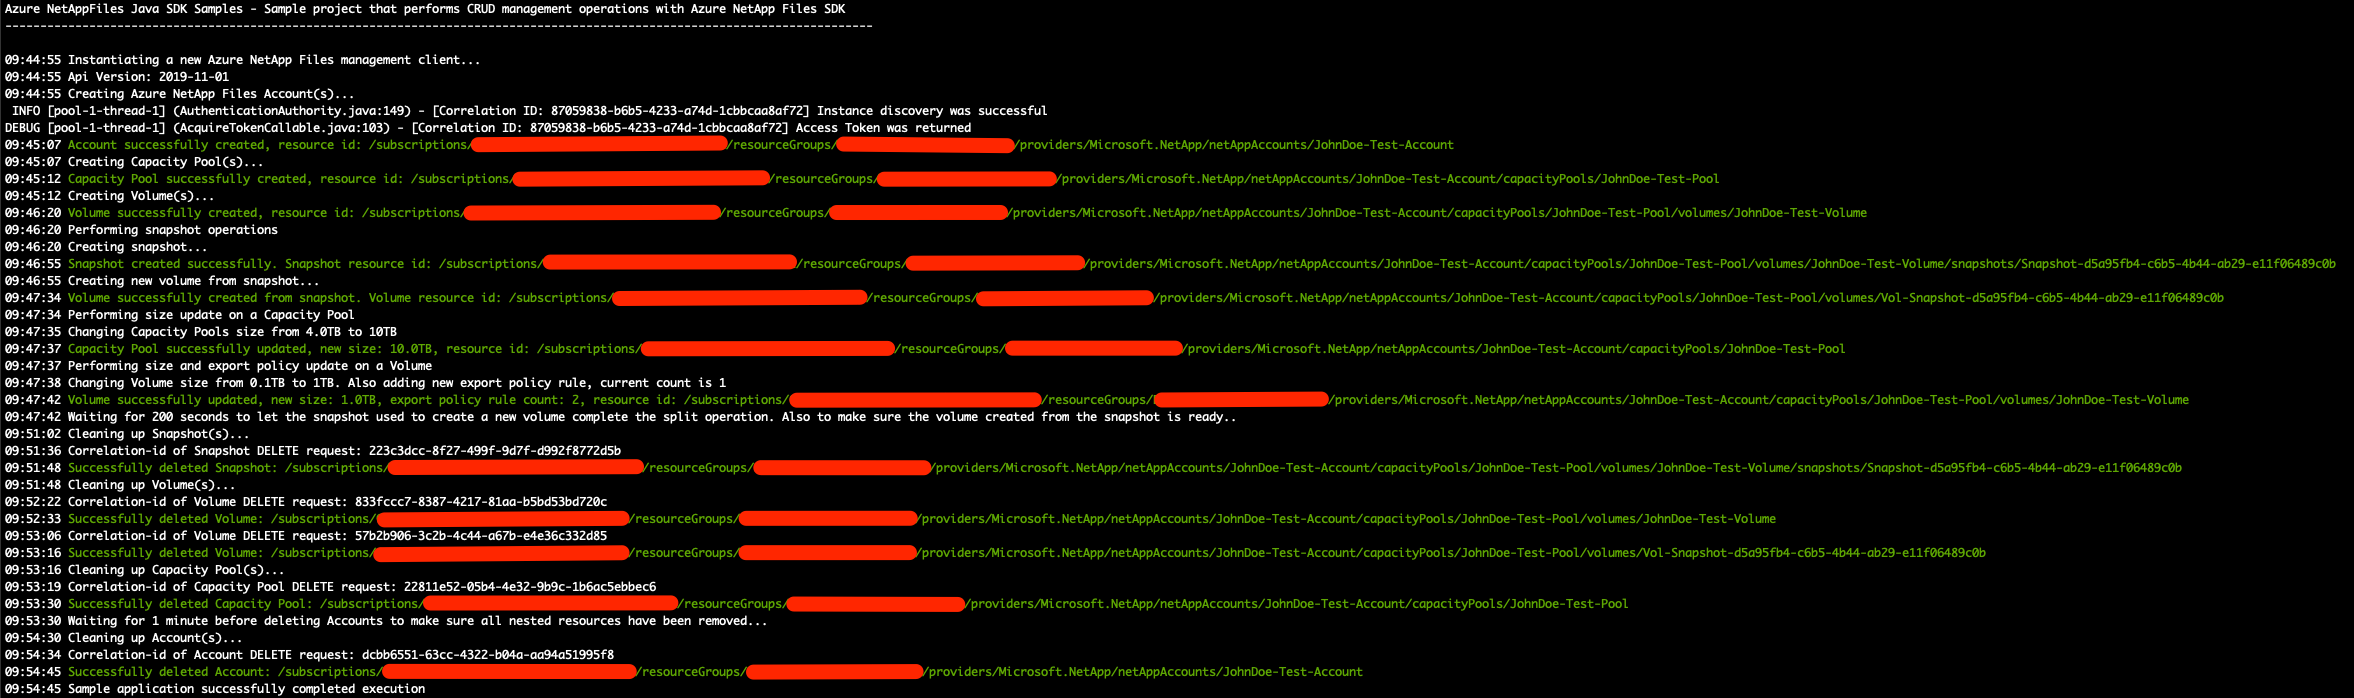 Azure NetAppFiles Java SDK Samples - Sample project that performs CRUD management operations with Azure NetApp Files SDK
----------------------------------------------------------------------------------------------------------------------------
09:44:55 Instantiating a new Azure NetApp Files management client...
09:44:55 Api Version: 2019-11-01
09:44:55 Creating Azure NetApp Files Account(s)...
INFO [pool-1-thread-1] (AuthenticationAuthority.java:149) - [Correlation ID: 87059838-b6b5-4233-a74d-1cbbcaa8af72] Instance discovery was successful
DEBUG [pool-1-thread-1] (AcquireTokenCallable.java:103) - [Correlation ID: 87059838-b6b5-4233-a74d-1cbbcaa8af72] Access Token was returned
09:45:07 Account successfully created, resource id: /subscriptions/ /resourceGroups/ /providers/Microsoft.NetApp/netAppAccounts/JohnDoe-Test-Account
09:45:07 Creating Capacity Pool(s)...
09:45:12 Capacity Pool successfully created, resource id: /subscriptions/ /resourceGroups/ /providers/Microsoft.NetApp/netAppAccounts/JohnDoe-Test-Account/capacityPools/JohnDoe-Test-Pool
09:45:12 Creating Volume(s)...
09:46:20 Volume successfully created, resource id: /subscriptions/ /resourceGroups/ /providers/Microsoft.NetApp/netAppAccounts/JohnDoe-Test-Account/capacityPools/JohnDoe-Test-Pool/volumes/JohnDoe-Test-Volume
09:46:20 Performing snapshot operations
09:46:20 Creating snapshot...
09:46:55 Snapshot created successfully. Snapshot resource id: /subscriptions/ /resourceGroups/ /providers/Microsoft.NetApp/netAppAccounts/JohnDoe-Test-Account/capacityPools/JohnDoe-Test-Pool/volumes/JohnDoe-Test-Volume/snapshots/Snapshot-d5a95fb4-c6b5-4b44-ab29-e11f06489c0b
09:46:55 Creating new volume from snapshot...
09:47:34 Volume successfully created from snapshot. Volume resource id: /subscriptions/ /resourceGroups/ /providers/Microsoft.NetApp/netAppAccounts/JohnDoe-Test-Account/capacityPools/JohnDoe-Test-Pool/volumes/Vol-Snapshot-d5a95fb4-c6b5-4b44-ab29-e11f06489c0b
09:47:34 Performing size update on a Capacity Pool
09:47:35 Changing Capacity Pools size from 4.0TB to 10TB
09:47:37 Capacity Pool successfully updated, new size: 10.0TB, resource id: /subscriptions/ /resourceGroups/ /providers/Microsoft.NetApp/netAppAccounts/JohnDoe-Test-Account/capacityPools/JohnDoe-Test-Pool
09:47:37 Performing size and export policy update on a Volume
09:47:38 Changing Volume size from 0.1TB to 1TB. Also adding new export policy rule, current count is 1
09:47:42 Volume successfully updated, new size: 1.0TB, export policy rule count: 2, resource id: /subscriptions/ /resourceGroups/ /providers/Microsoft.NetApp/netAppAccounts/JohnDoe-Test-Account/capacityPools/JohnDoe-Test-Pool/volumes/JohnDoe-Test-Volume
09:47:42 Waiting for 200 seconds to let the snapshot used to create a new volume complete the split operation. Also to make sure the volume created from the snapshot is ready..
09:51:02 Cleaning up Snapshot(s)...
09:51:36 Correlation-id of Snapshot DELETE request: 223c3dcc-8f27-499f-9d7f-d992f8772d5b
09:51:48 Successfully deleted Snapshot: /subscriptions/ /resourceGroups/ /providers/Microsoft.NetApp/netAppAccounts/JohnDoe-Test-Account/capacityPools/JohnDoe-Test-Pool/volumes/JohnDoe-Test-Volume/snapshots/Snapshot-d5a95fb4-c6b5-4b44-ab29-e11f06489c0b
09:51:48 Cleaning up Volume(s)...
09:52:22 Correlation-id of Volume DELETE request: 833fccc7-8387-4217-81aa-b5bd53bd720c
09:52:33 Successfully deleted Volume: /subscriptions/ /resourceGroups/ /providers/Microsoft.NetApp/netAppAccounts/JohnDoe-Test-Account/capacityPools/JohnDoe-Test-Pool/volumes/JohnDoe-Test-Volume
09:53:06 Correlation-id of Volume DELETE request: 57b2b906-3c2b-4c44-a67b-e4e36c332d85
09:53:16 Successfully deleted Volume: /subscriptions/ /resourceGroups/ /providers/Microsoft.NetApp/netAppAccounts/JohnDoe-Test-Account/capacityPools/JohnDoe-Test-Pool/volumes/Vol-Snapshot-d5a95fb4-c6b5-4b44-ab29-e11f06489c0b
09:53:16 Cleaning up Capacity Pool(s)...
09:53:19 Correlation-id of Capacity Pool DELETE request: 22811e52-05b4-4e32-9b9c-1b6ac5ebbec6
09:53:30 Successfully deleted Capacity Pool: /subscriptions/ /resourceGroups/ /providers/Microsoft.NetApp/netAppAccounts/JohnDoe-Test-Account/capacityPools/JohnDoe-Test-Pool
09:53:30 Waiting for 1 minute before deleting Accounts to make sure all nested resources have been removed...
09:54:30 Cleaning up Account(s)...
09:54:34 Correlation-id of Account DELETE request: dcbb6551-63cc-4322-b04a-aa94a51995f8
09:54:45 Successfully deleted Account: /subscriptions/ /resourceGroups/ /providers/Microsoft.NetApp/netAppAccounts/JohnDoe-Test-Account
09:54:45 Sample application successfully completed execution